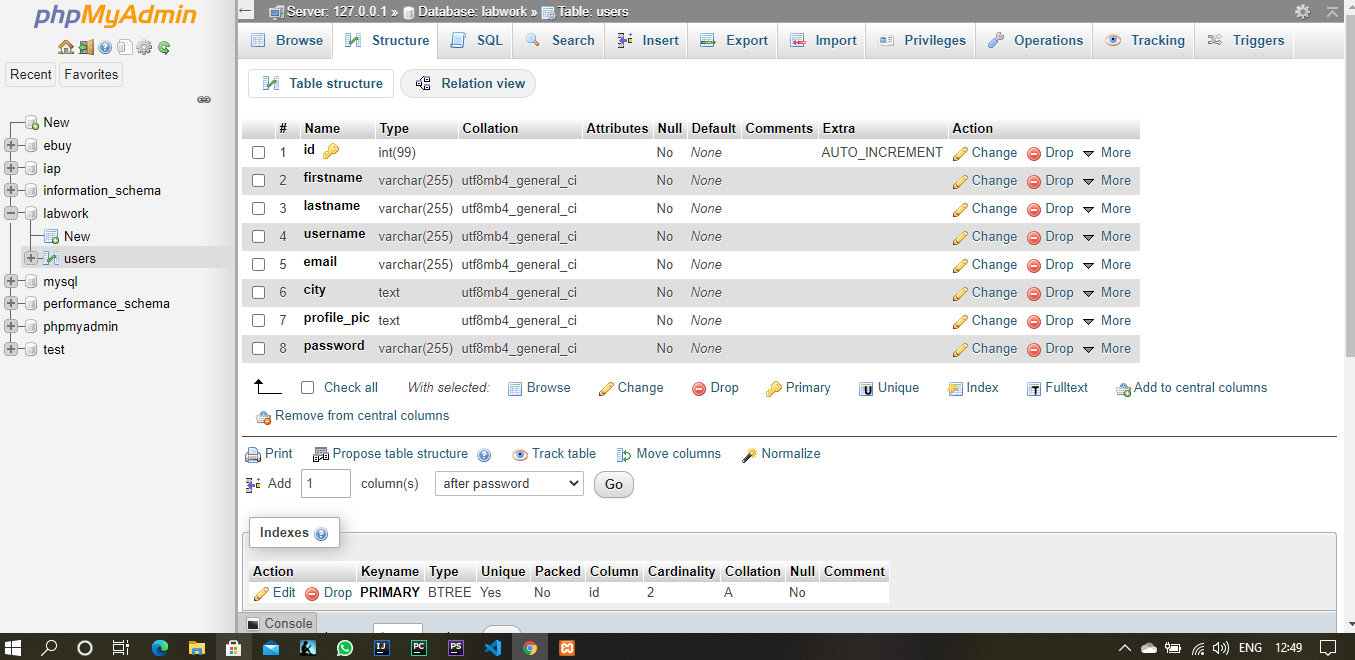 phpMyAdmin
Recent Favorites
New
ebuy
iap
information_schema
labwork
New
users
mysql
performance_schema
phpmyadmin
test
Server: 127.0.0.1 » Database: labwork » Table: users
Browse Structure SQL Search Insert Export Import Privileges Operations Tracking Triggers
Table structure Relation view
# Name Type Collation Attributes Null Default Comments Extra Action
1 id int(99) No None AUTO_INCREMENT Change Drop More
2 firstname varchar(255) utf8mb4_general_ci No None Change Drop More
3 lastname varchar(255) utf8mb4_general_ci No None Change Drop More
4 username varchar(255) utf8mb4_general_ci No None Change Drop More
5 email varchar(255) utf8mb4_general_ci No None Change Drop More
6 city text utf8mb4_general_ci No None Change Drop More
7 profile_pic text utf8mb4_general_ci No None Change Drop More
8 password varchar(255) utf8mb4_general_ci No None Change Drop More
Check all With selected: Browse Change Drop Primary Unique Index Fulltext Add to central columns
Remove from central columns
Print Propose table structure Track table Move columns Normalize
Add 1 column(s) after password Go
Indexes
Action Keyname Type Unique Packed Column Cardinality Collation Null Comment
Edit Drop PRIMARY BTREE Yes No id 2 A No
Console
ENG 12:49